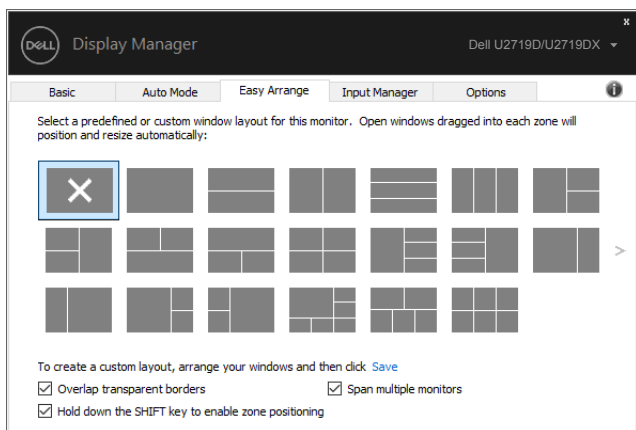 x
DELL Display Manager Dell U2719D/U2719DX
Basic Auto Mode Easy Arrange Input Manager Options
Select a predefined or custom window layout for this monitor. Open windows dragged into each zone will
position and resize automatically:
>
To create a custom layout, arrange your windows and then click Save
Overlap transparent borders Span multiple monitors
Hold down the SHIFT key to enable zone positioning